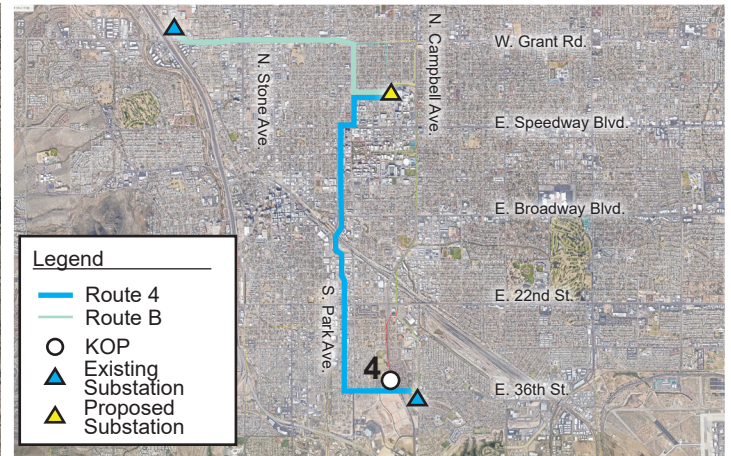 W. Grant Rd.
N. Stone Ave.
N. Campbell Ave.
E. Speedway Blvd.
E. Broadway Blvd.
Legend
Route 4
Route B
KOP
Existing
Substation
Proposed
Substation
S. Park Ave.
E. 22nd St.
4
E. 36th St.